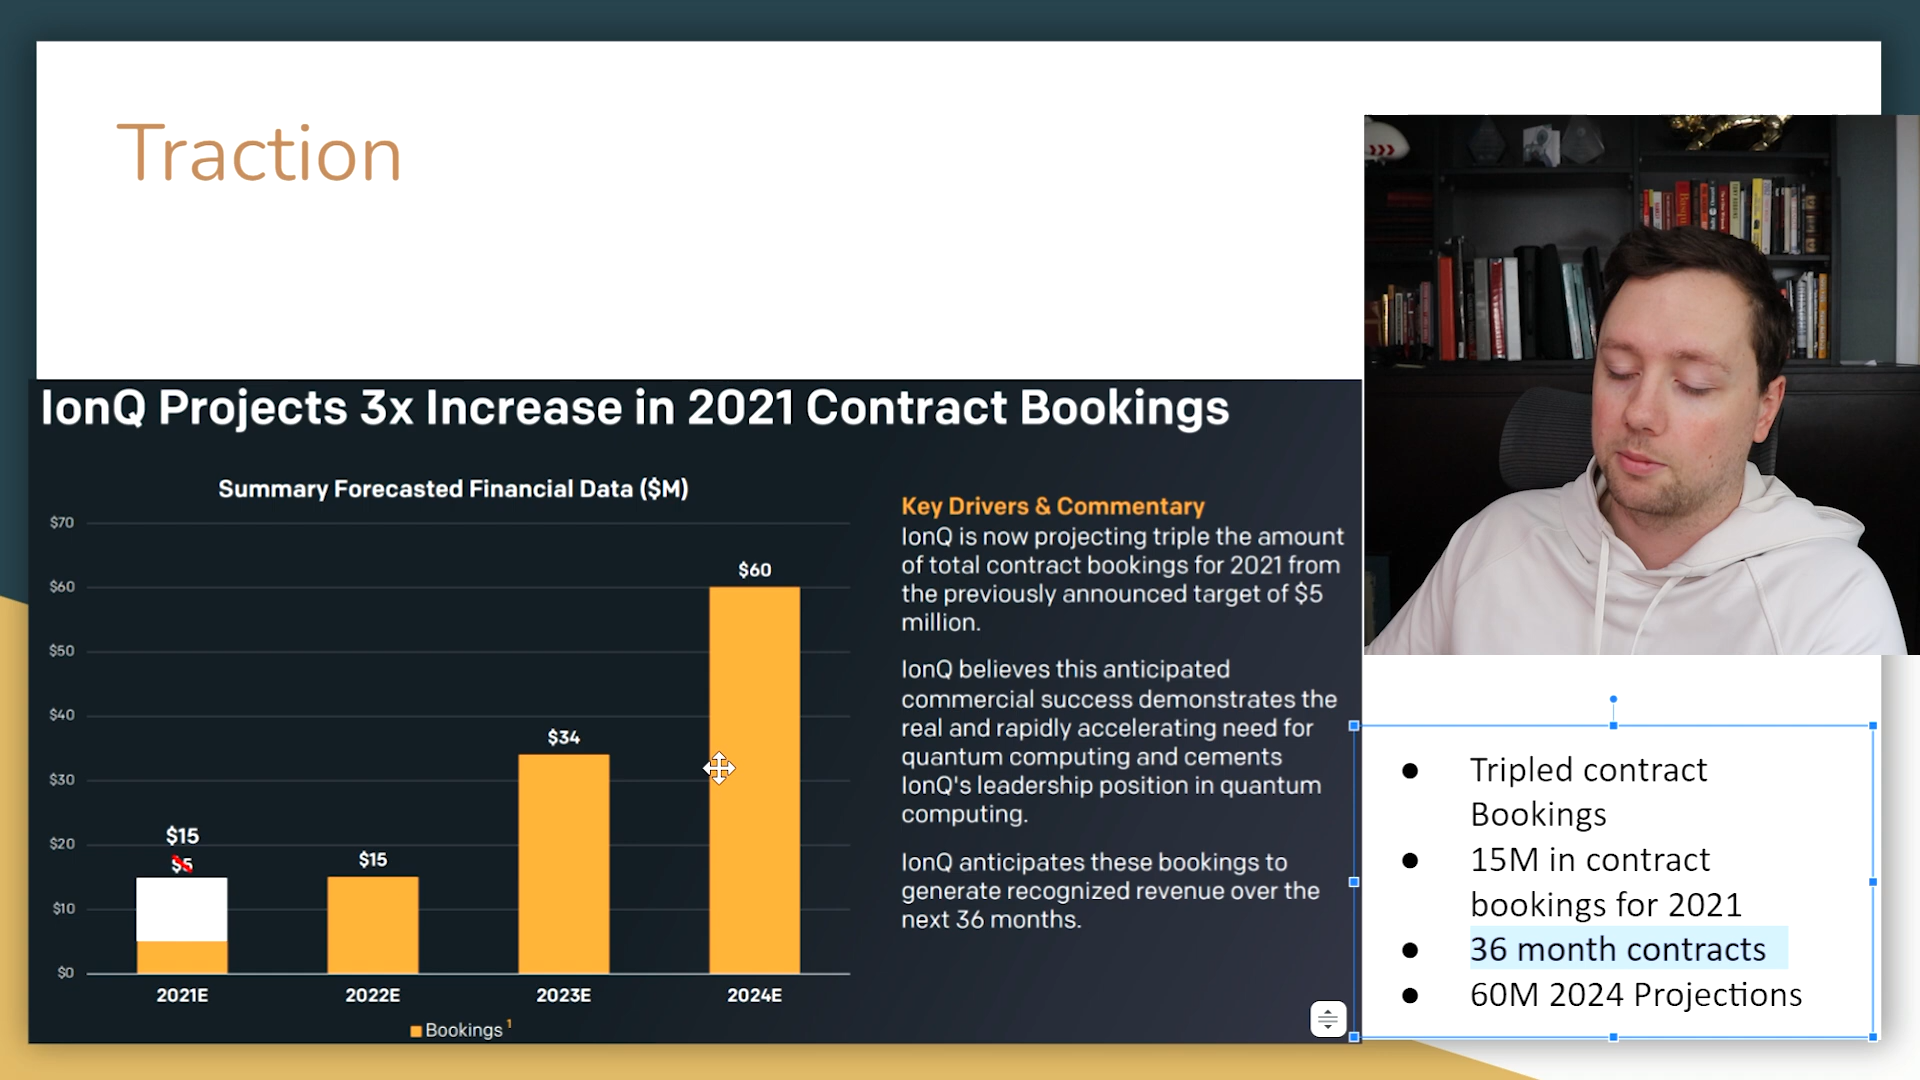 Traction
IonQ Projects 3x Increase in 2021 Contract Bookings
Summary Forecasted Financial Data ($M)
$70
$60
$50
$40
$30
$20
$10
$0
$15
$5
$15
$34
$60
2021E
2022E
2023E
2024E
Bookings 1
Key Drivers & Commentary
IonQ is now projecting triple the amount
of total contract bookings for 2021 from
the previously announced target of $5
million.
IonQ believes this anticipated
commercial success demonstrates the
real and rapidly accelerating need for
quantum computing and cements
IonQ's leadership position in quantum
computing.
IonQ anticipates these bookings to
generate recognized revenue over the
next 36 months.
● Tripled contract
Bookings
● 15M in contract
bookings for 2021
● 36 month contracts
● 60M 2024 Projections